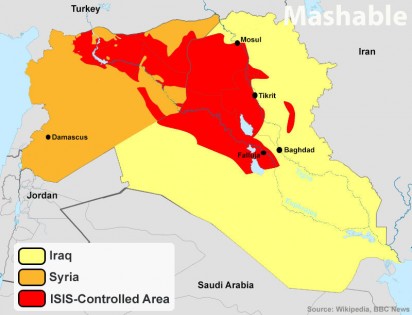 Mashable
Turkey
Mosul
Iran
Tikrit
Damascus
Baghdad
Falluja
Jordan
Iraq
Syria
ISIS-Controlled Area
Saudi Arabia
Source: Wikipedia, BBC News